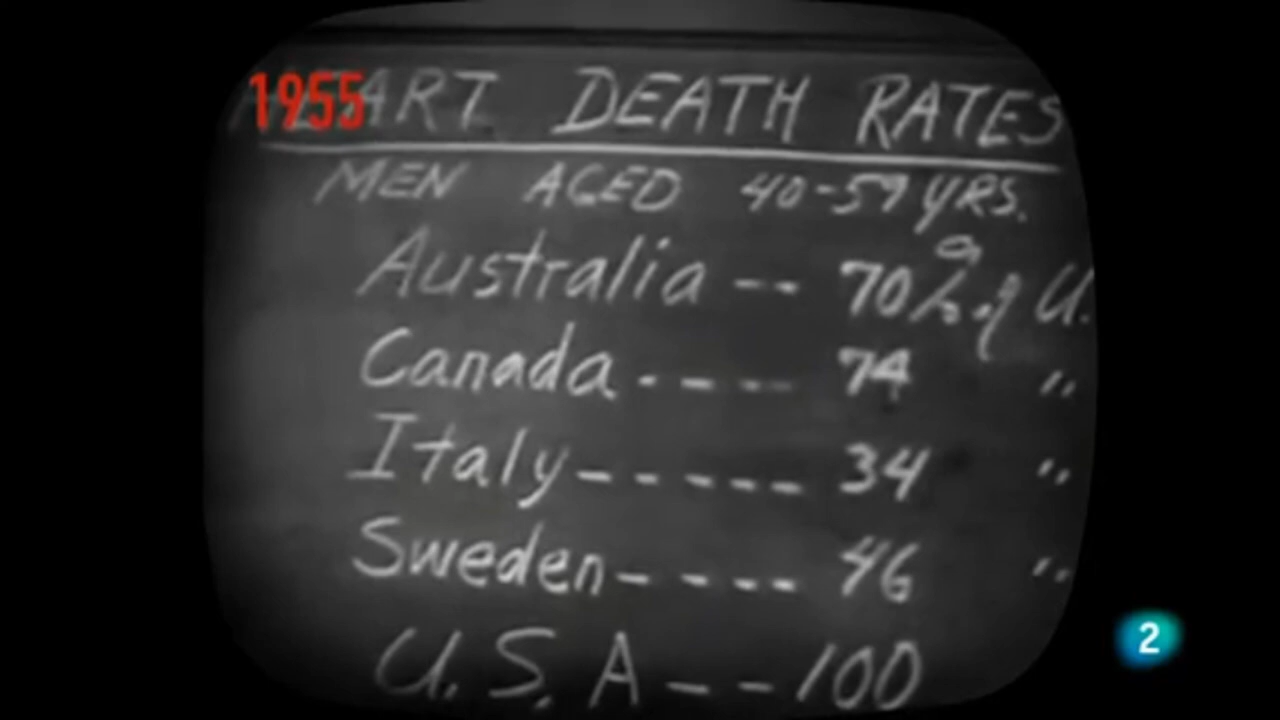 1955
ART DEATH RATES
MEN AGED 40-59 YRS.
Australia -- 70% of U.
Canada ---- 74 "
Italy ----- 34 "
Sweden ---- 46 "
U.S.A -- 100
2